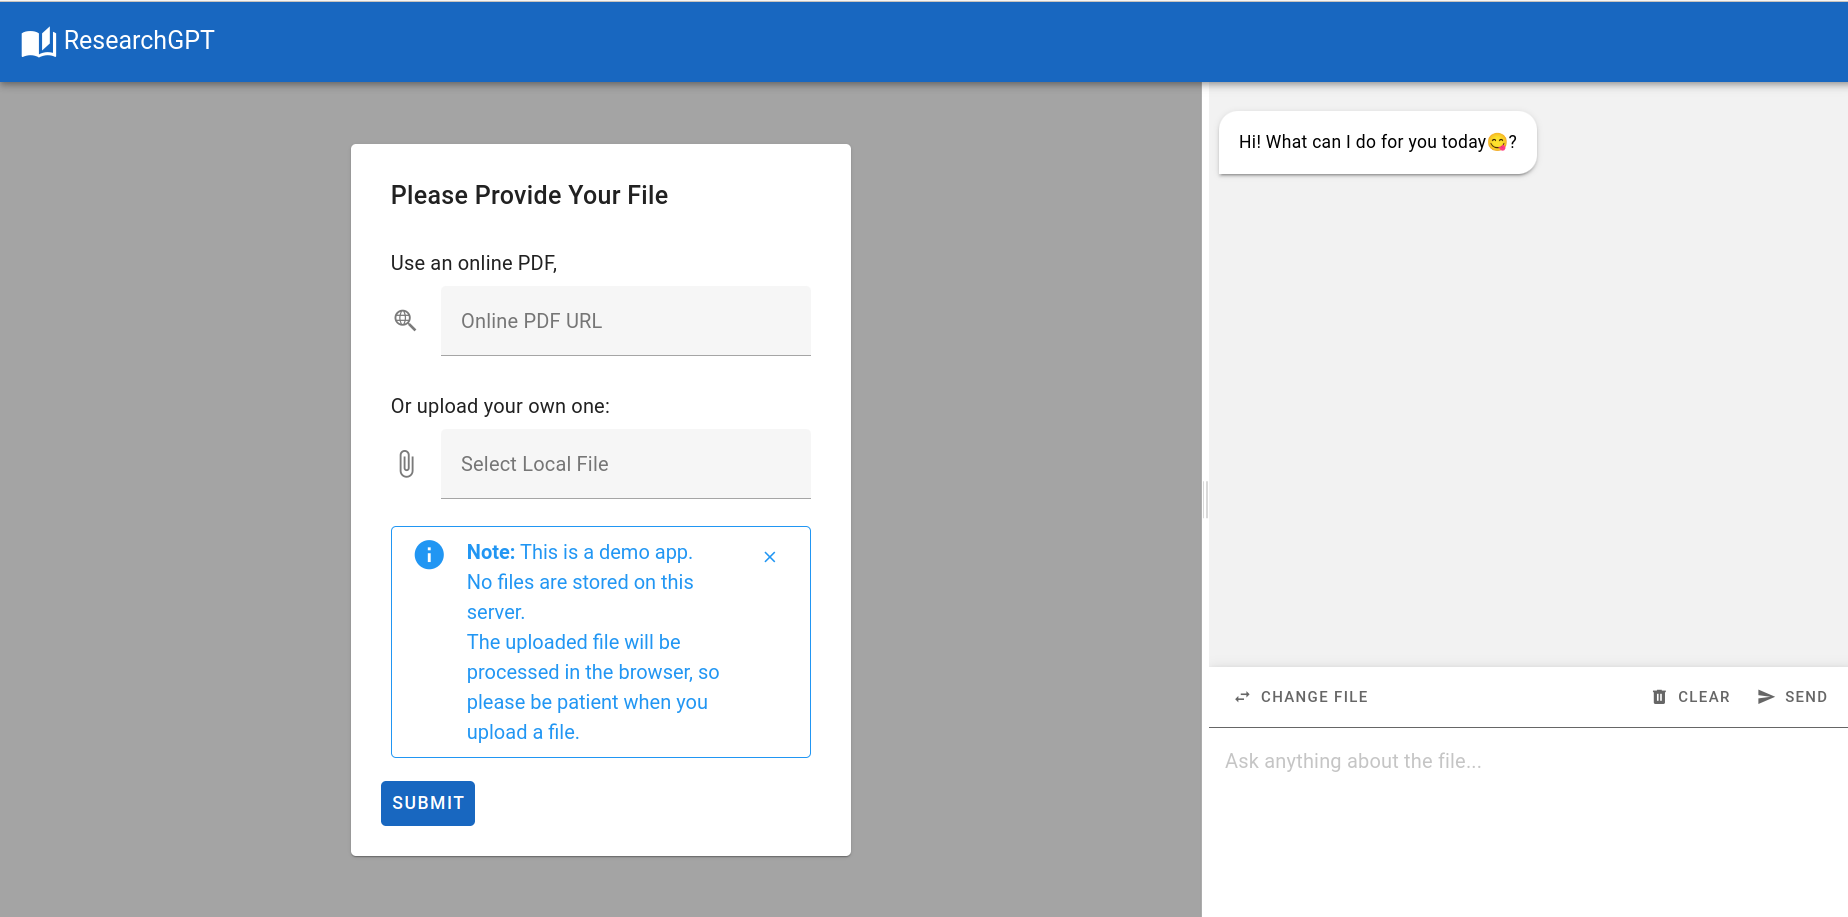 ResearchGPT
Please Provide Your File
Use an online PDF,
Online PDF URL
Or upload your own one:
Select Local File
Note: This is a demo app.
No files are stored on this
server.
The uploaded file will be
processed in the browser, so
please be patient when you
upload a file.
SUBMIT
Hi! What can I do for you today😋?
CHANGE FILE
CLEAR
SEND
Ask anything about the file...